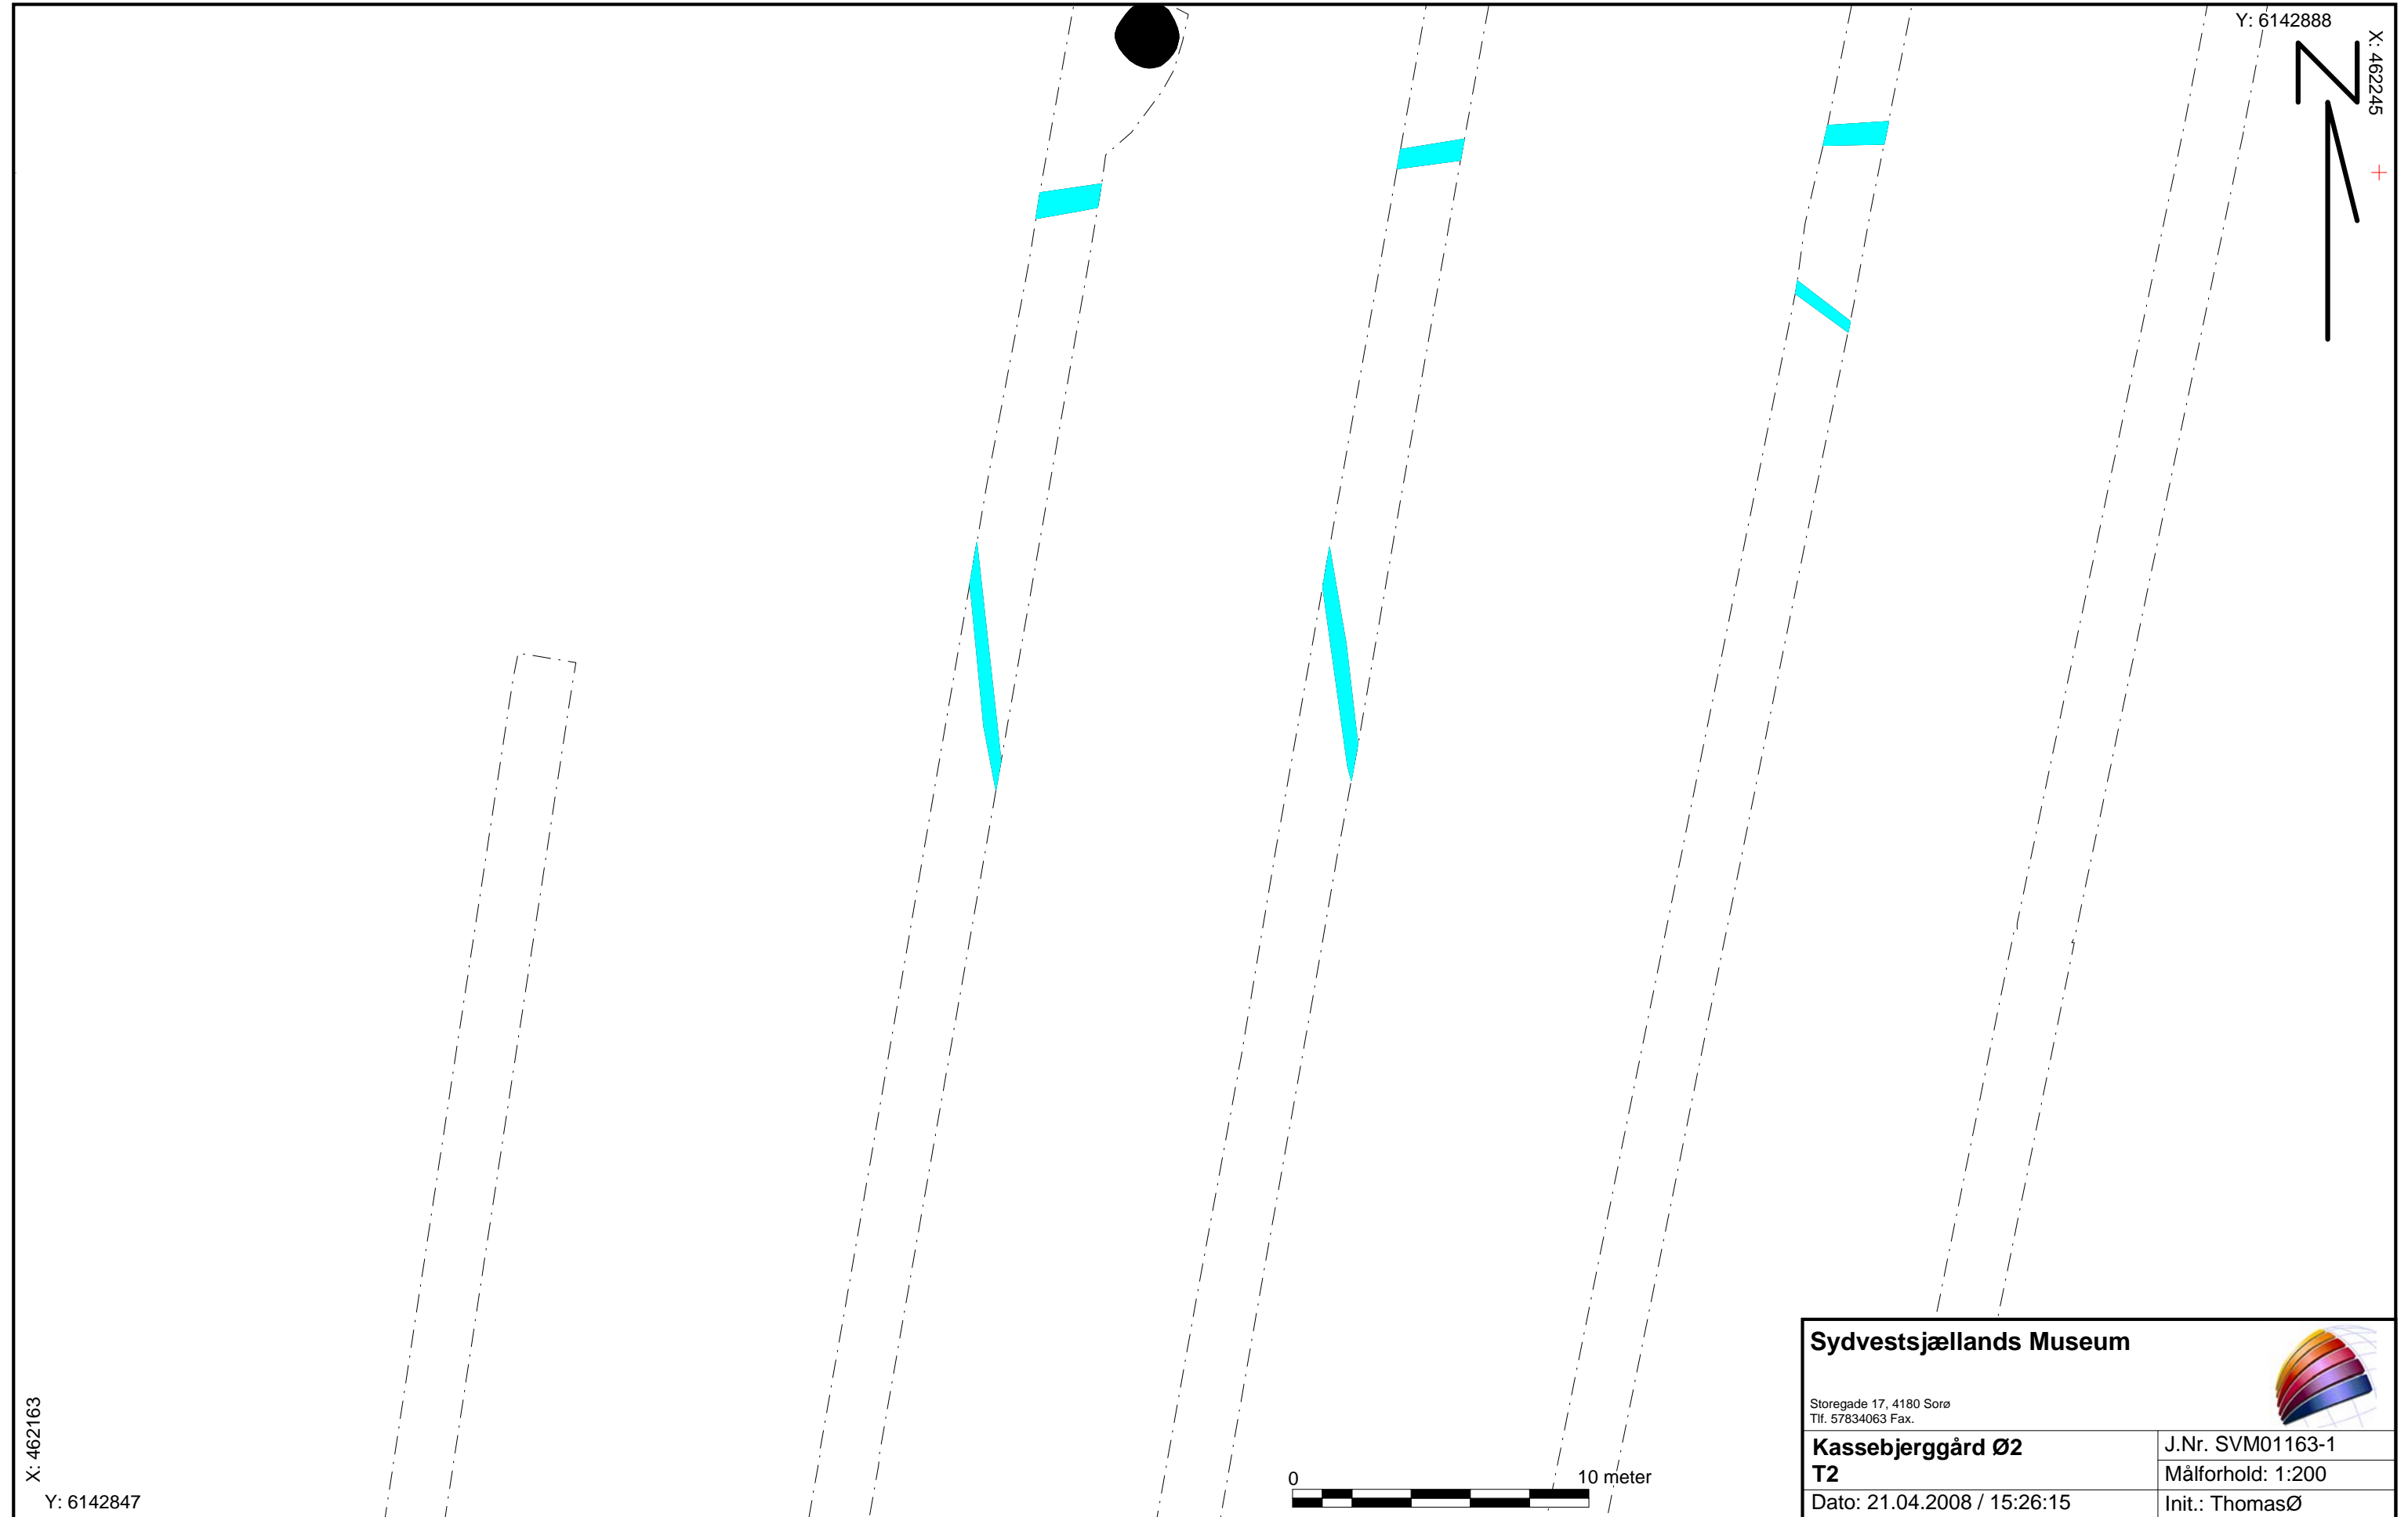 Y: 6142888
X: 462245
X: 462163
Y: 6142847
0 10 meter
Sydvestsjællands Museum
Storegade 17, 4180 Sorø
Tlf. 57834063 Fax.
Kassebjerggård Ø2
T2
J.Nr. SVM01163-1
Målforhold: 1:200
Dato: 21.04.2008 / 15:26:15
Init.: ThomasØ